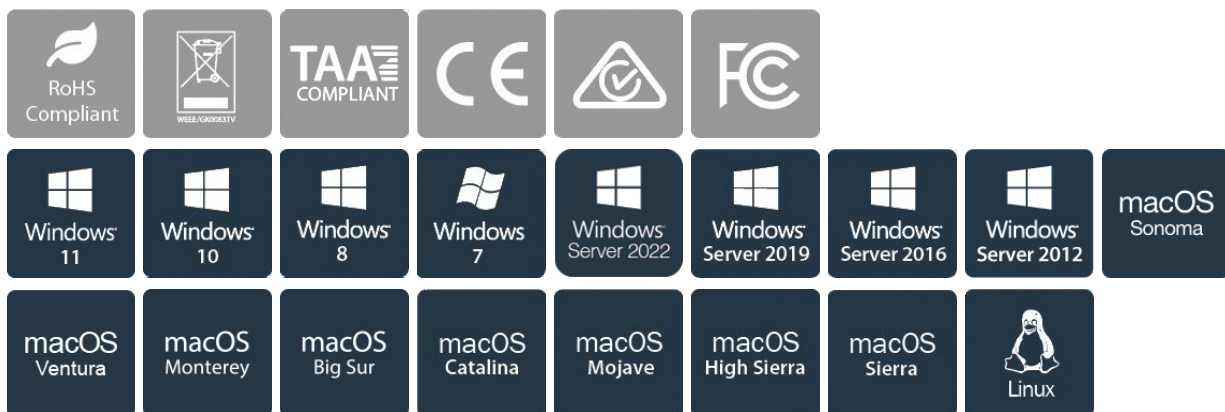 RoHS
Compliant
WEEE/GK0063TV
TAA
COMPLIANT
CE
FC
Windows
11
Windows
10
Windows
8
Windows
7
Windows
Server 2022
Windows
Server 2019
Windows
Server 2016
Windows
Server 2012
macOS
Sonoma
macOS
Ventura
macOS
Monterey
macOS
Big Sur
macOS
Catalina
macOS
Mojave
macOS
High Sierra
macOS
Sierra
Linux